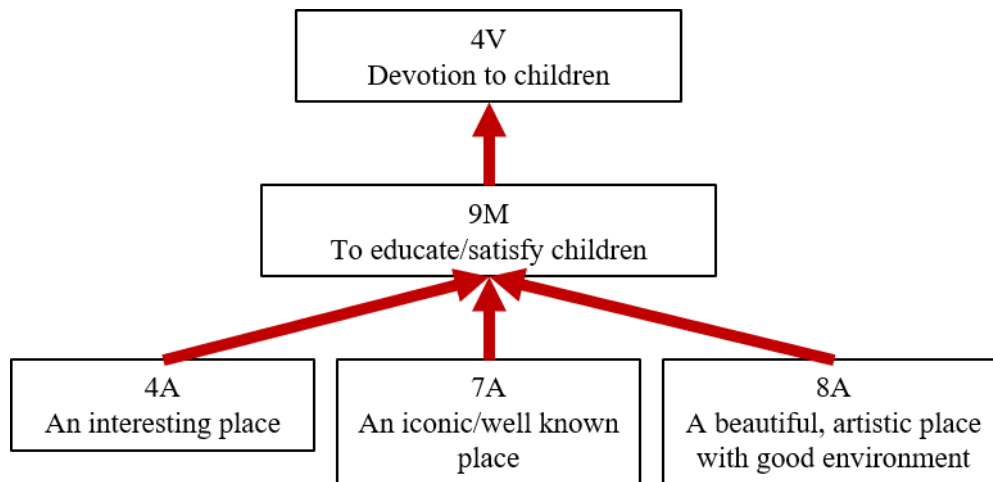 4V
Devotion to children
9M
To educate/satisfy children
4A
An interesting place
7A
An iconic/well known
place
8A
A beautiful, artistic place
with good environment